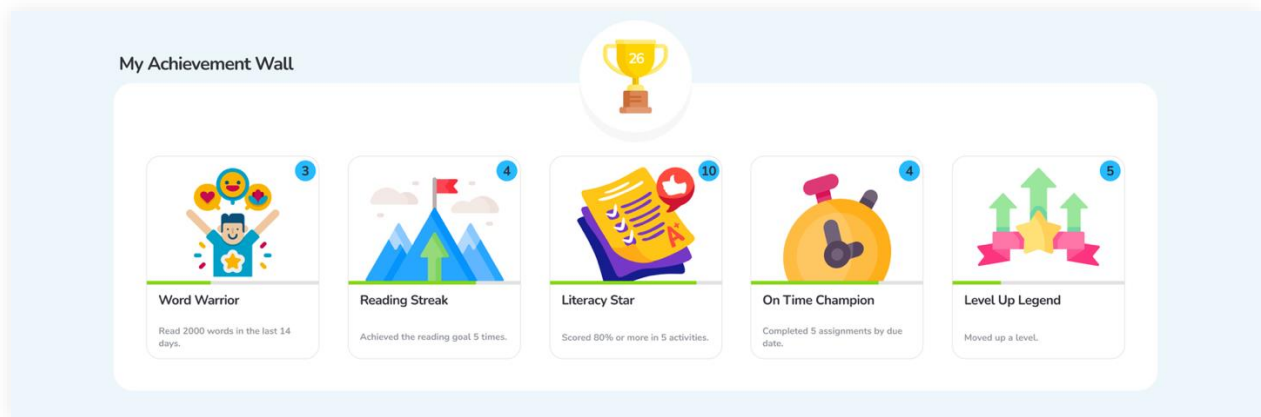 My Achievement Wall
26
3
Word Warrior
Read 2000 words in the last 14
days.
4
Reading Streak
Achieved the reading goal 5 times.
10
A+
Literacy Star
Scored 80% or more in 5 activities.
4
On Time Champion
Completed 5 assignments by due
date.
5
Level Up Legend
Moved up a level.